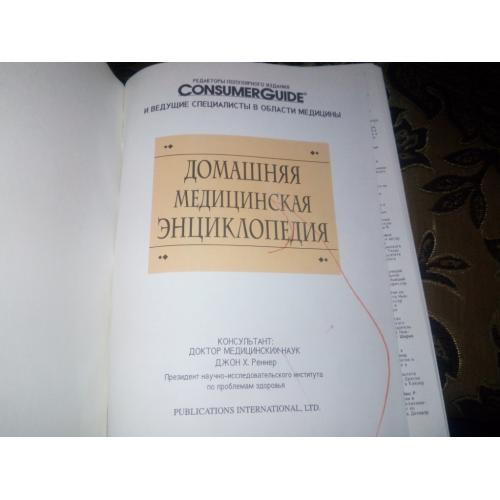 РЕДАКТОРЫ ПОПУЛЯРНОГО ИЗДАНИЯ
CONSUMER GUIDE®
И ВЕДУЩИЕ СПЕЦИАЛИСТЫ В ОБЛАСТИ МЕДИЦИНЫ
ДОМАШНЯЯ
МЕДИЦИНСКАЯ
ЭНЦИКЛОПЕДИЯ
КОНСУЛЬТАНТ:
ДОКТОР МЕДИЦИНСКИХ НАУК
ДЖОН Х. Реннер
Президент научно-исследовательского института
по проблемам здоровья
PUBLICATIONS INTERNATIONAL, LTD.